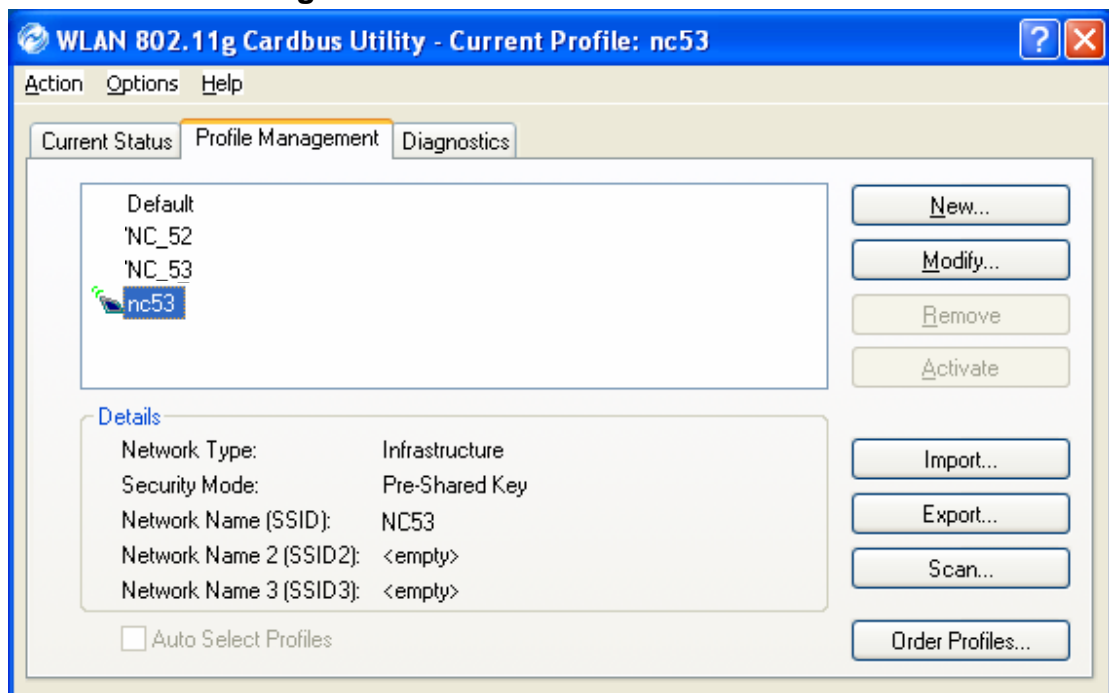 WLAN 802.11g Cardbus Utility - Current Profile: nc53
Action Options Help
Current Status Profile Management Diagnostics
Default
'NC_52
'NC_53
nc53
New...
Modify...
Remove
Activate
Details
Network Type: Infrastructure
Security Mode: Pre-Shared Key
Network Name (SSID): NC53
Network Name 2 (SSID2): <empty>
Network Name 3 (SSID3): <empty>
Import...
Export...
Scan...
Auto Select Profiles
Order Profiles...